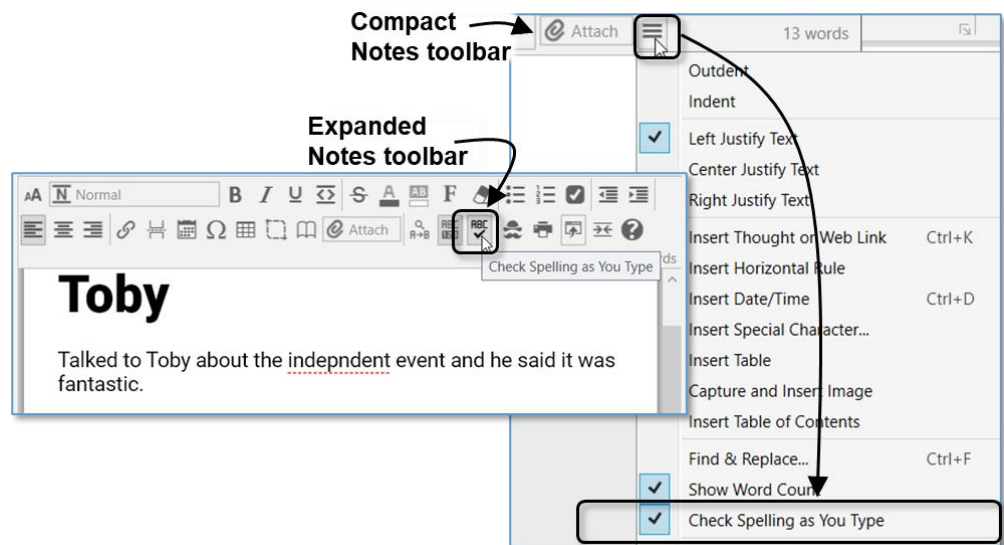 Compact
Notes toolbar
Attach
13 words
Outdent
Indent
Left Justify Text
Center Justify Text
Right Justify Text
Insert Thought or Web Link Ctrl+K
Insert Horizontal Rule
Insert Date/Time Ctrl+D
Insert Special Character...
Insert Table
Capture and Insert Image
Insert Table of Contents
Find & Replace... Ctrl+F
Show Word Count
Check Spelling as You Type
Expanded
Notes toolbar
AA N Normal B I U <> S A AB F
Ω Attach A→B ABC ?
Check Spelling as You Type
Toby
Talked to Toby about the indepndent event and he said it was
fantastic.